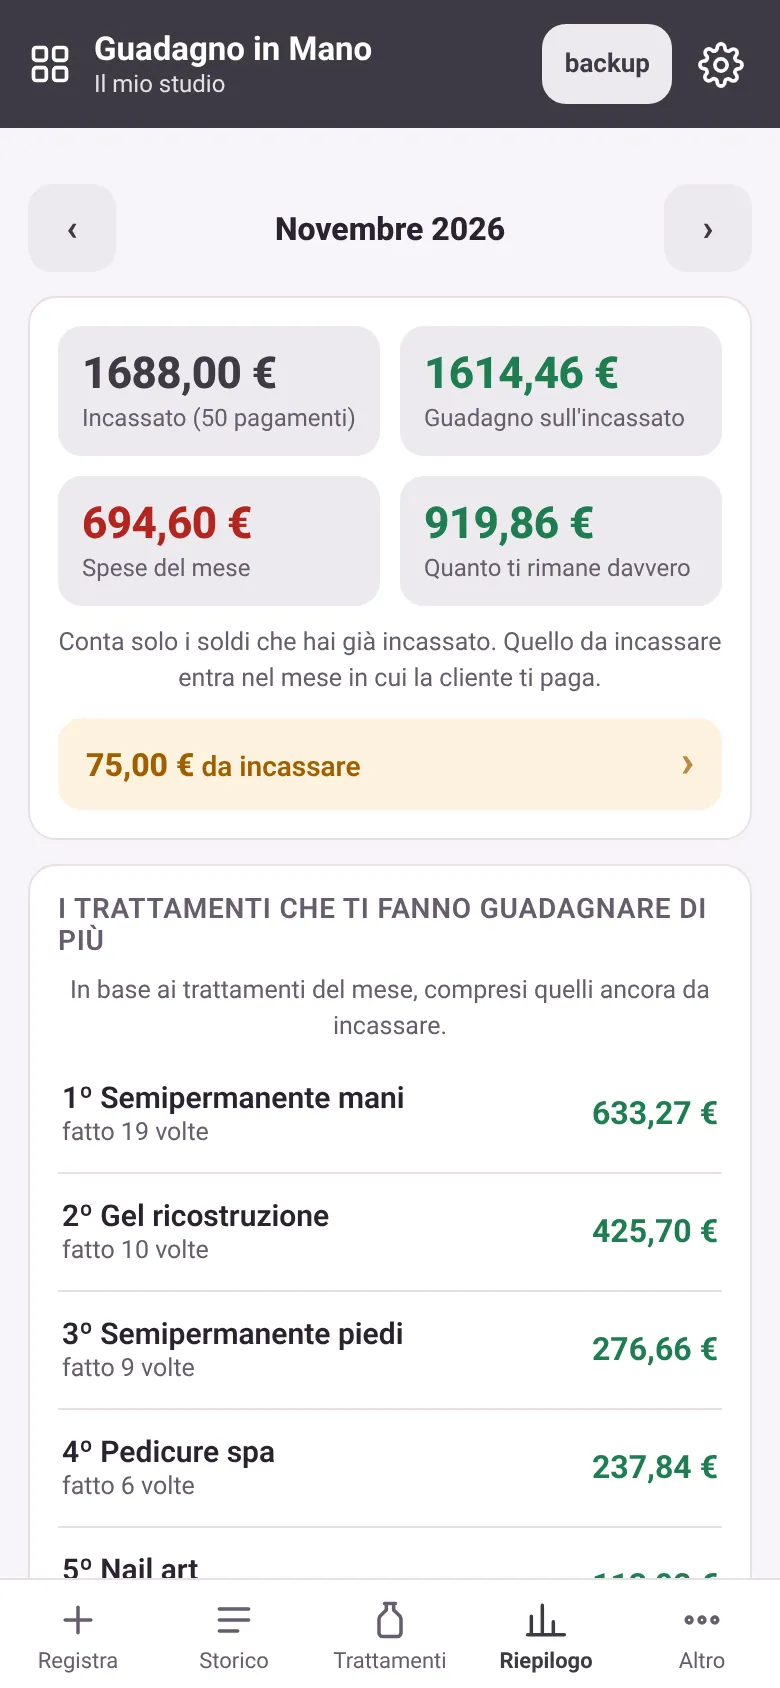 Guadagno in Mano
Il mio studio
backup
‹
Novembre 2026
›
1688,00 €
Incassato (50 pagamenti)
1614,46 €
Guadagno sull'incassato
694,60 €
Spese del mese
919,86 €
Quanto ti rimane davvero
Conta solo i soldi che hai già incassato. Quello da incassare
entra nel mese in cui la cliente ti paga.
75,00 € da incassare
›
I TRATTAMENTI CHE TI FANNO GUADAGNARE DI
PIÙ
In base ai trattamenti del mese, compresi quelli ancora da
incassare.
1º Semipermanente mani
fatto 19 volte
633,27 €
2º Gel ricostruzione
fatto 10 volte
425,70 €
3º Semipermanente piedi
fatto 9 volte
276,66 €
4º Pedicure spa
fatto 6 volte
237,84 €
5º Nail art
Registra
Storico
Trattamenti
Riepilogo
Altro